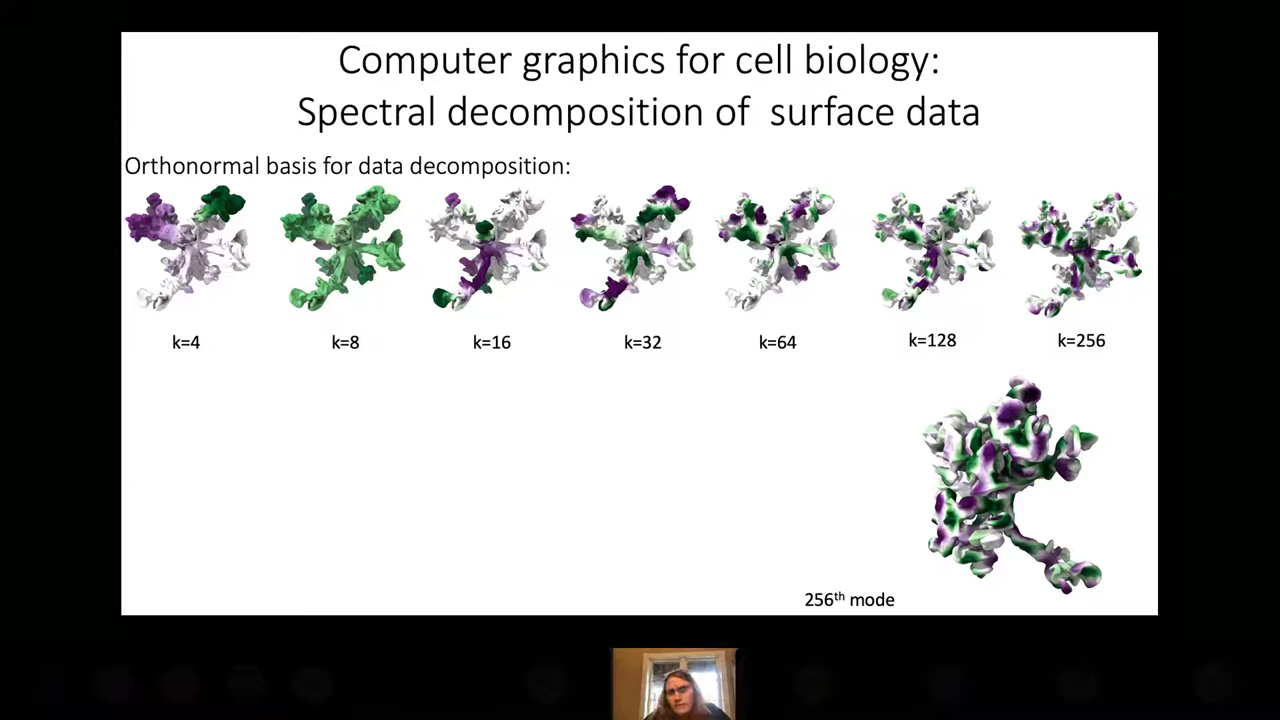 Computer graphics for cell biology:
Spectral decomposition of surface data
Orthonormal basis for data decomposition:
k=4 k=8 k=16 k=32 k=64 k=128 k=256
256th mode